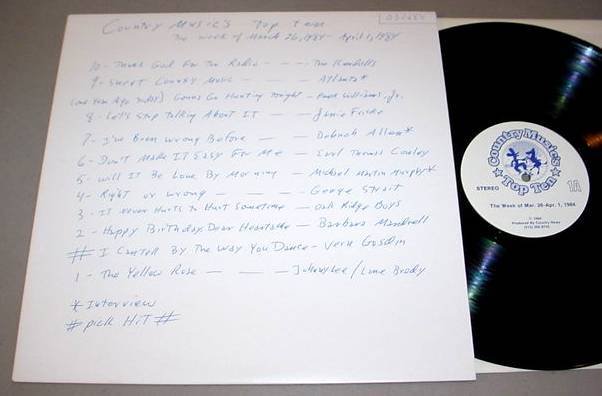 Country Music's Top Ten
The week of March 26, 1984 - April 1, 1984
10 - Thank God For The Radio - - - The Kendalls
9 - Sweet Country Music - - Atlanta*
(One Year Ago Today) Gonna Go Hunting Tonight - Hank Williams, Jr.
8 - Let's Stop Talking About IT - - Janie Fricke
7 - I've Been Wrong Before - - Deborah Allen*
6 - Don't Make IT Easy For Me - Earl Thomas Conley
5 - Will IT Be Love By Morning - Michael Martin Murphy*
4 - Right or Wrong - - - George Strait
3 - IT Never Hurts To Hurt Sometime - Oak Ridge Boys
2 - Happy Birthday Dear Heartache - Barbara Mandrell
# I Can Tell By The Way You Dance - Vern Gosdin
1 - The Yellow Rose - - - Johnny Lee / Lane Brody
* Interview
# pick HiT #
Country Music's
Top Ten
STEREO
1A
The Week of Mar. 26-Apr. 1, 1984
℗ 1984